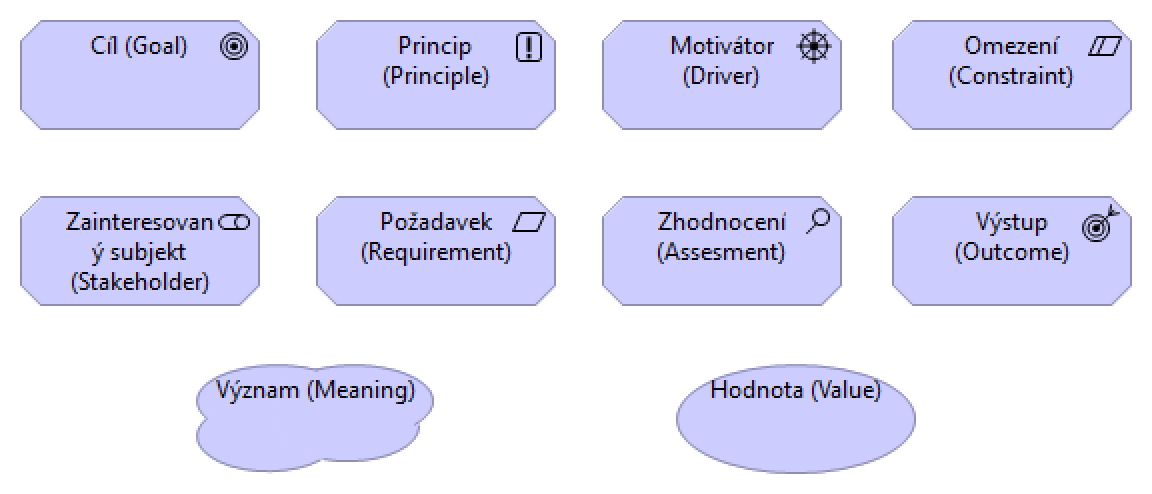 Cíl (Goal)
Princip
(Principle)
Motivátor
(Driver)
Omezení
(Constraint)
Zainteresovan
ý subjekt
(Stakeholder)
Požadavek
(Requirement)
Zhodnocení
(Assesment)
Výstup
(Outcome)
Význam (Meaning)
Hodnota (Value)